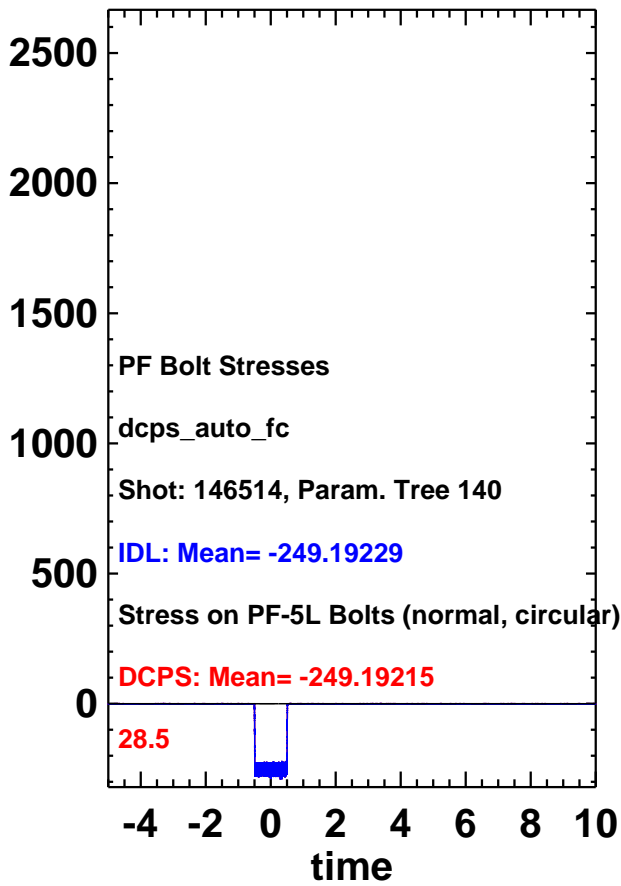 2500
2000
1500
PF Bolt Stresses
dcps_auto_fc
1000
Shot: 146514, Param. Tree 140
IDL: Mean= -249.19229
500
Stress on PF-5L Bolts (normal, circular)
DCPS: Mean= -249.19215
0
28.5
-4 -2 0 2 4 6 8 10
time